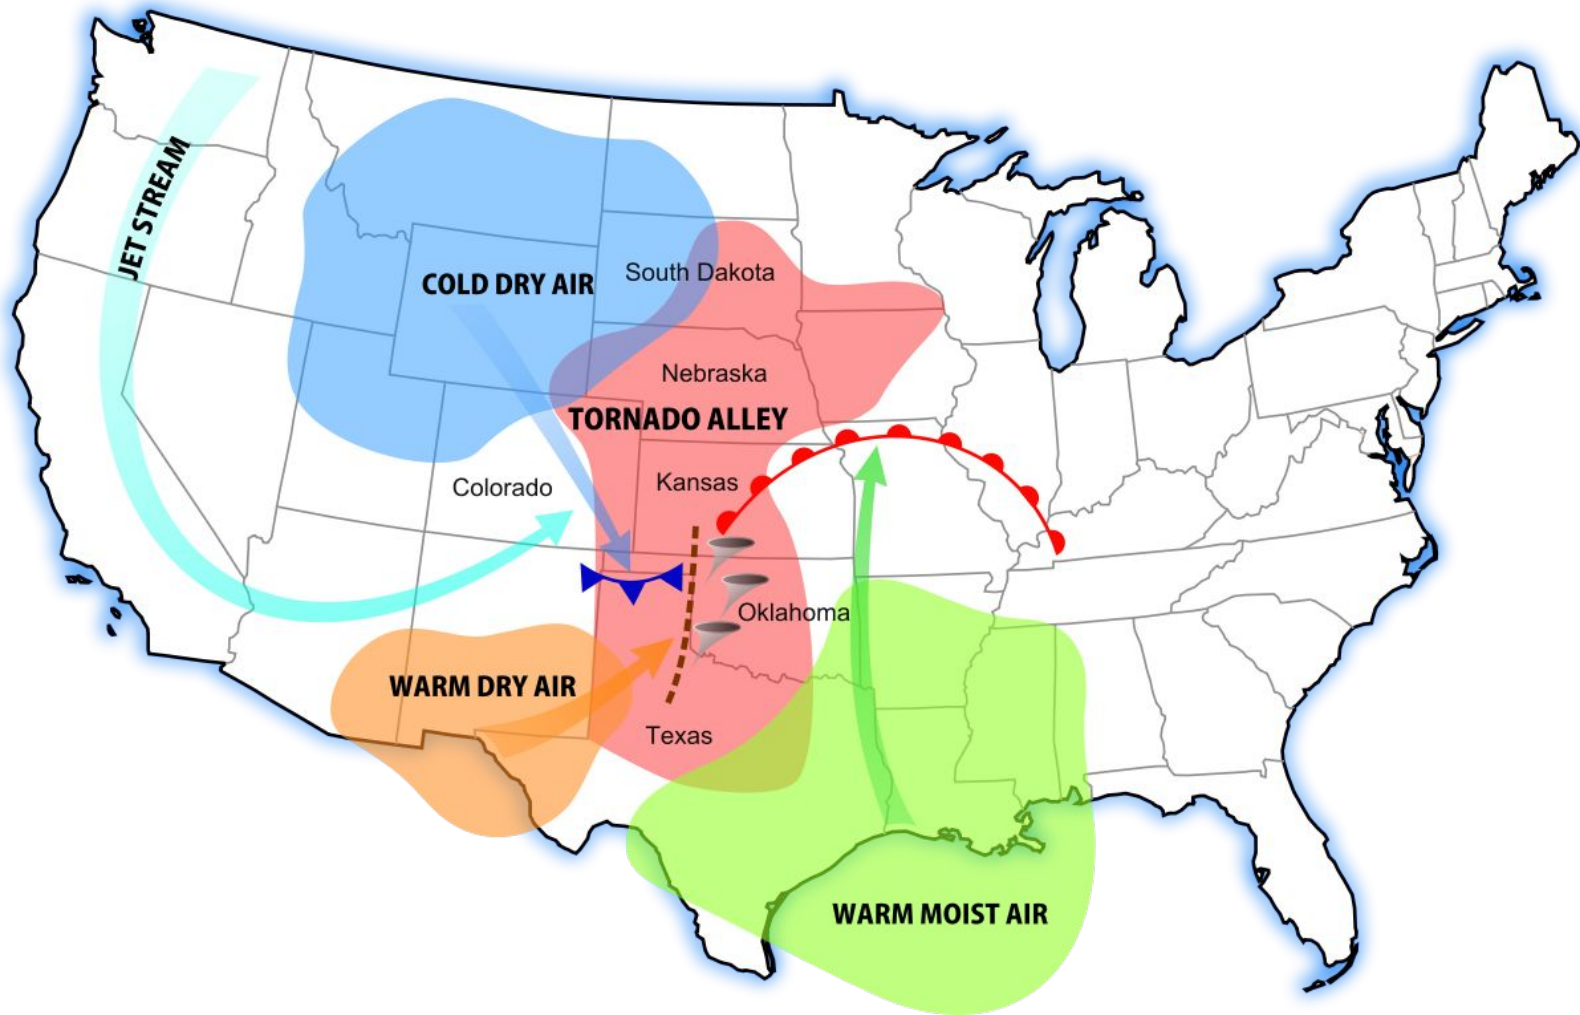 JET STREAM
COLD DRY AIR
South Dakota
Nebraska
TORNADO ALLEY
Colorado
Kansas
Oklahoma
WARM DRY AIR
Texas
WARM MOIST AIR